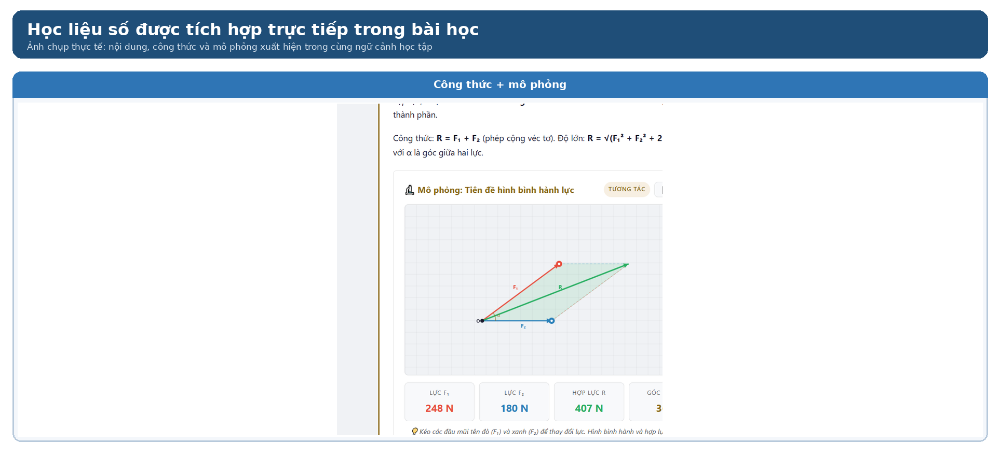 Học liệu số được tích hợp trực tiếp trong bài học
Ảnh chụp thực tế: nội dung, công thức và mô phỏng xuất hiện trong cùng ngữ cảnh học tập
Công thức + mô phỏng
thành phần.
Công thức: R = F₁ + F₂ (phép cộng véc tơ). Độ lớn: R = √(F₁² + F₂² + 2
với α là góc giữa hai lực.
Mô phỏng: Tiên đề hình bình hành lực
TƯƠNG TÁC
F₁
R
α
O
F₂
LỰC F₁
LỰC F₂
HỢP LỰC R
GÓC
248 N
180 N
407 N
3
Kéo các đầu mũi tên đỏ (F₁) và xanh (F₂) để thay đổi lực. Hình bình hành và hợp